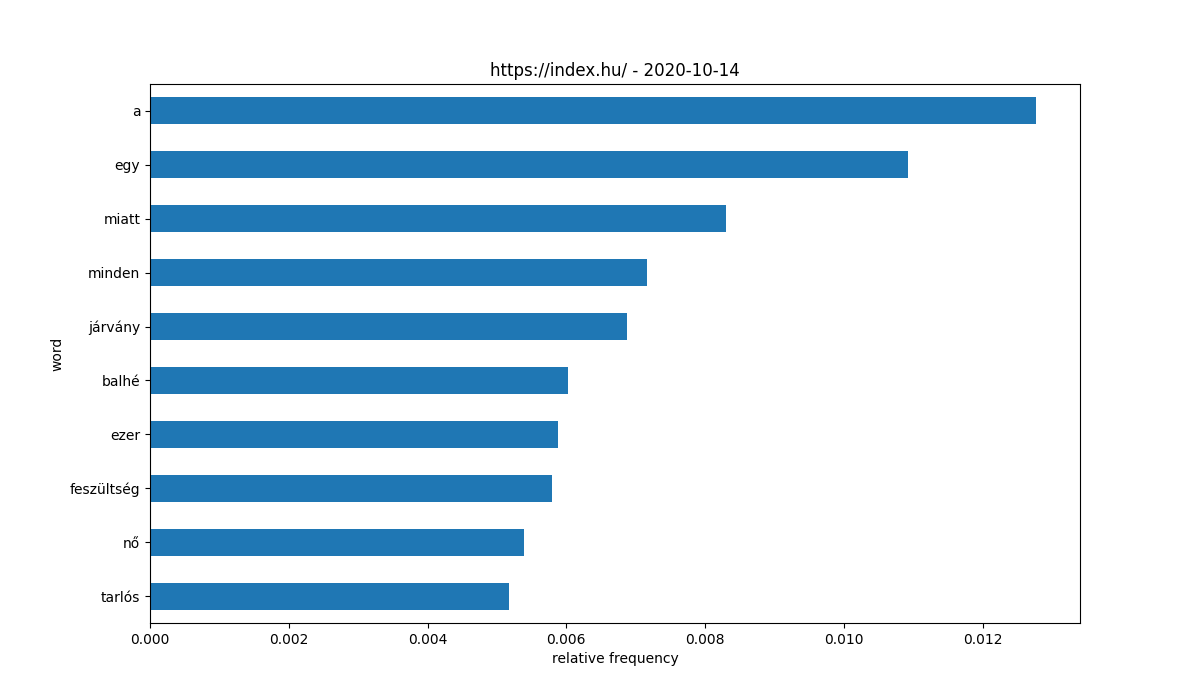 https://index.hu/ - 2020-10-14
a
egy
miatt
minden
járvány
balhé
ezer
feszültség
nő
tarlós
word
0.000 0.002 0.004 0.006 0.008 0.010 0.012
relative frequency